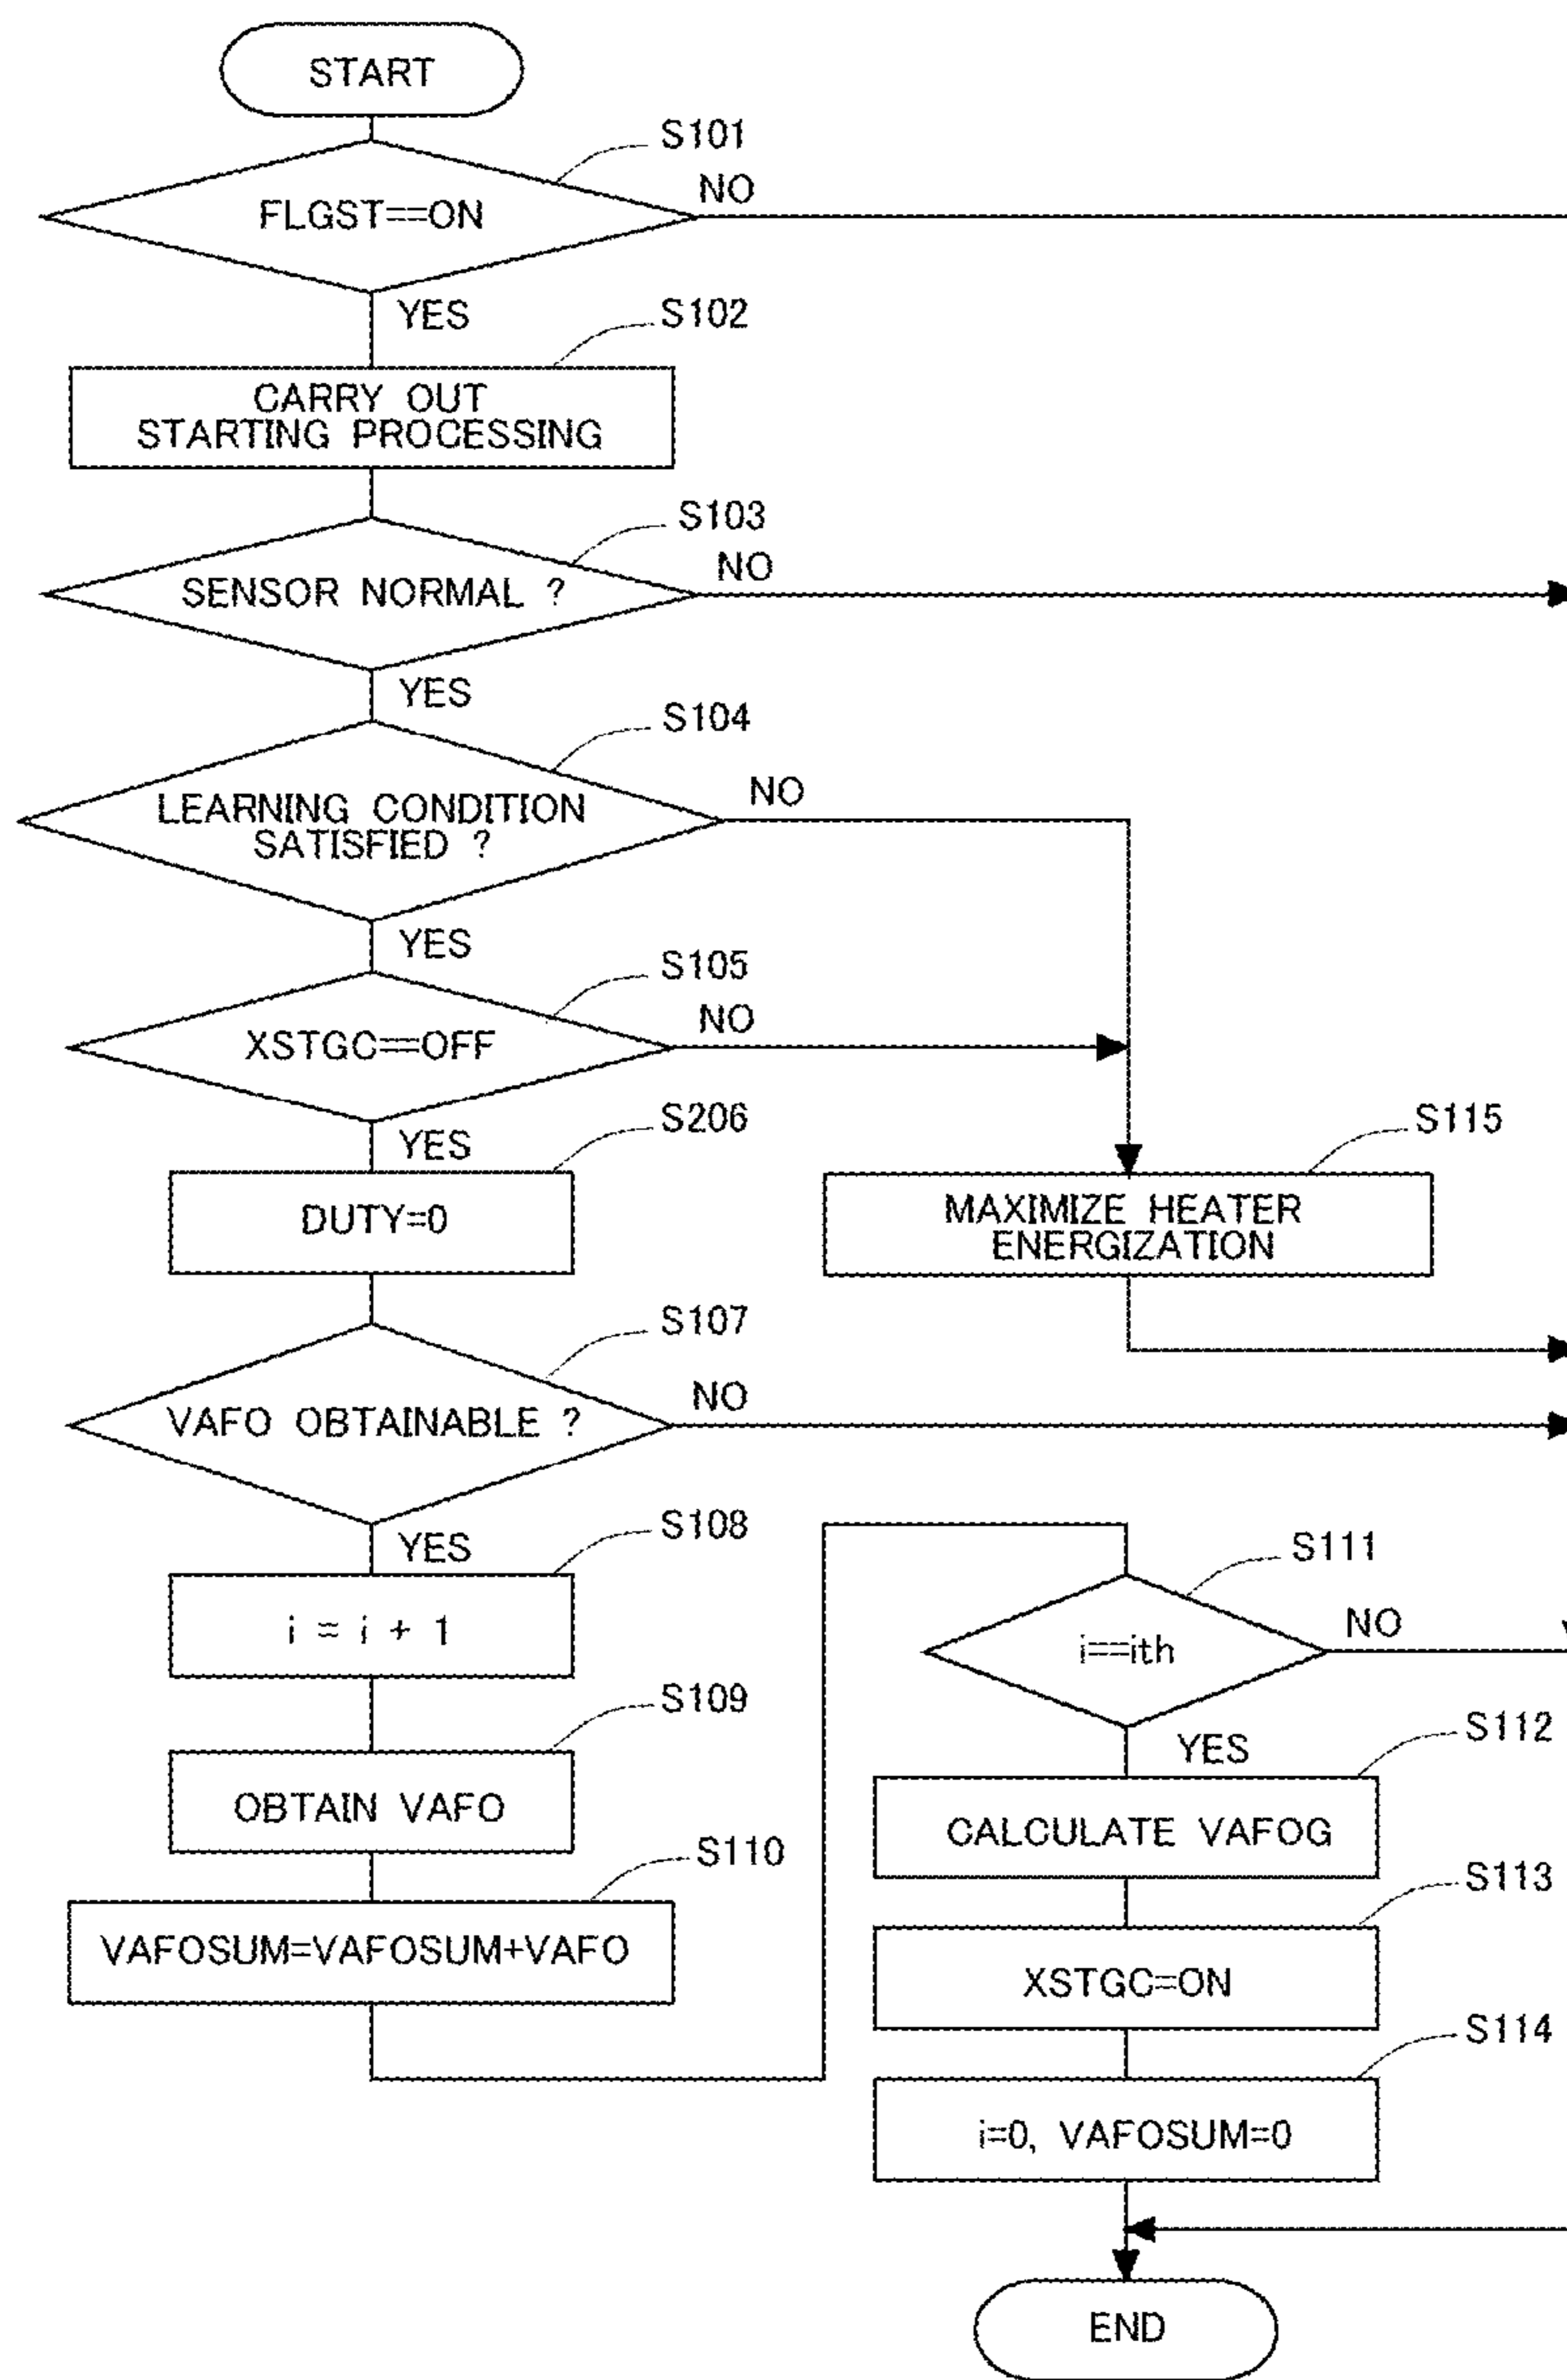 START
S101
FLGST==ON
NO
YES
S102
CARRY OUT
STARTING PROCESSING
S103
SENSOR NORMAL ?
NO
YES
S104
LEARNING CONDITION
SATISFIED ?
NO
YES
S105
XSTGC==OFF
NO
YES
S206
DUTY=0
S115
MAXIMIZE HEATER
ENERGIZATION
S107
VAFO OBTAINABLE ?
NO
YES
S108
i = i + 1
S109
OBTAIN VAFO
S110
VAFOSUM=VAFOSUM+VAFO
S111
i==ith
NO
YES
S112
CALCULATE VAFOG
S113
XSTGC=ON
S114
i=0, VAFOSUM=0
END